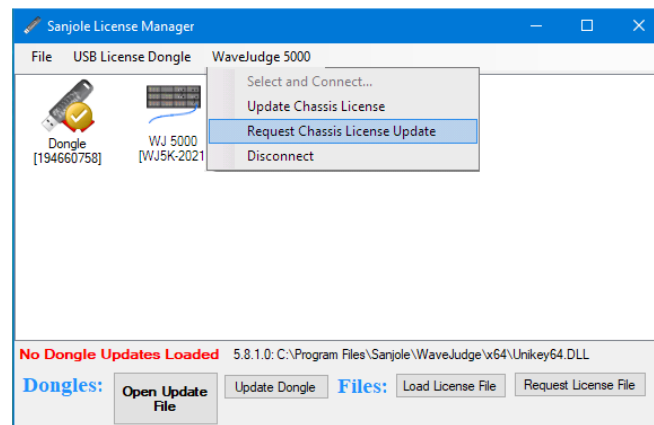 Sanjole License Manager
File USB License Dongle WaveJudge 5000
Select and Connect...
Update Chassis License
Request Chassis License Update
Disconnect
Dongle
[194660758]
WJ 5000
[WJ5K-2021
No Dongle Updates Loaded 5.8.1.0: C:\Program Files\Sanjole\WaveJudge\x64\Unikey64.DLL
Dongles: Open Update File Update Dongle Files: Load License File Request License File